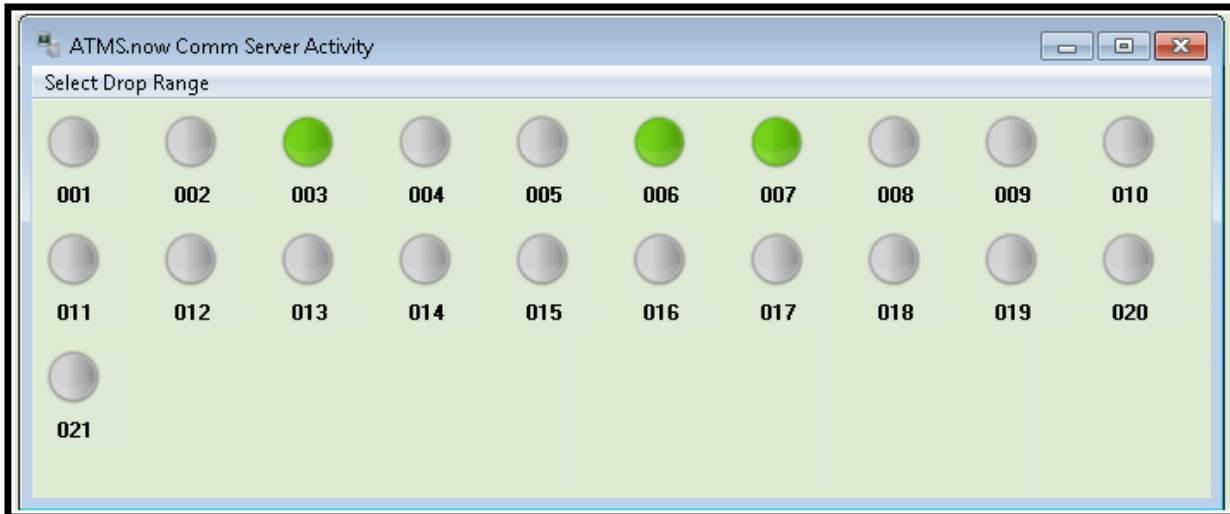 ATMS.now Comm Server Activity
Select Drop Range
001 002 003 004 005 006 007 008 009 010
011 012 013 014 015 016 017 018 019 020
021